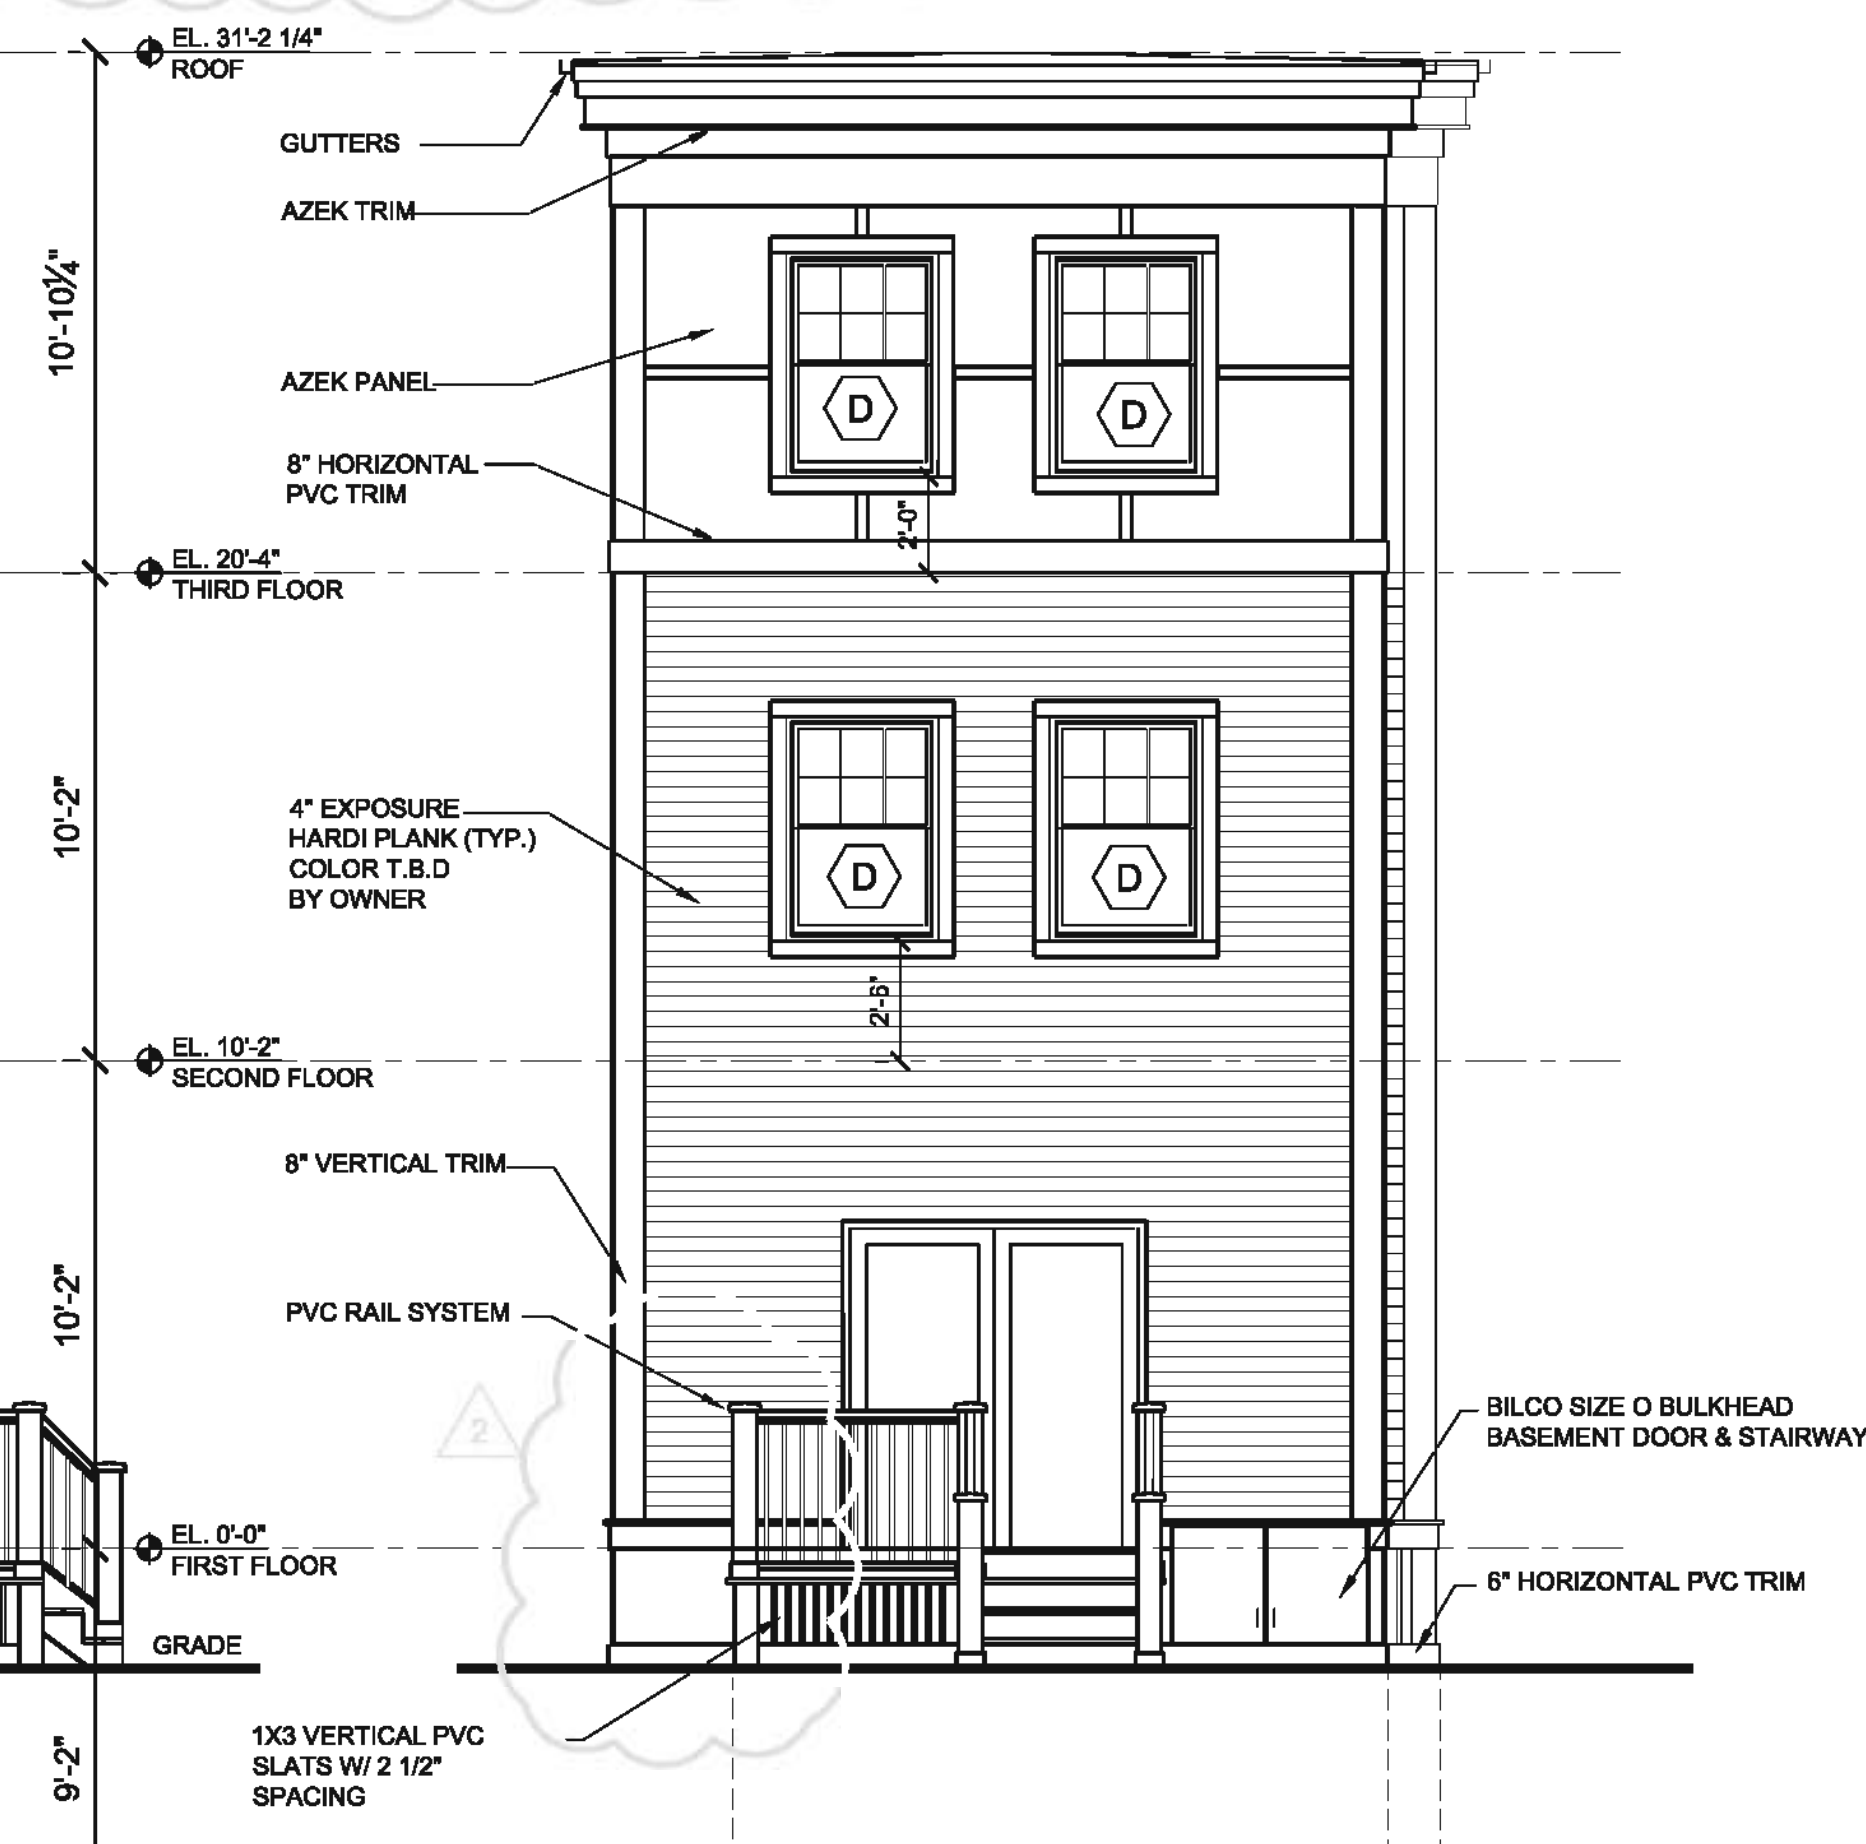 EL. 31'-2 1/4"
ROOF
GUTTERS
AZEK TRIM
10'-10¼"
AZEK PANEL
D
D
8" HORIZONTAL
PVC TRIM
2'-0"
EL. 20'-4"
THIRD FLOOR
10'-2"
4" EXPOSURE
HARDI PLANK (TYP.)
COLOR T.B.D
BY OWNER
D
D
2'-6"
EL. 10'-2"
SECOND FLOOR
8" VERTICAL TRIM
10'-2"
PVC RAIL SYSTEM
2
BILCO SIZE O BULKHEAD
BASEMENT DOOR & STAIRWAY
EL. 0'-0"
FIRST FLOOR
6" HORIZONTAL PVC TRIM
GRADE
9'-2"
1X3 VERTICAL PVC
SLATS W/ 2 1/2"
SPACING